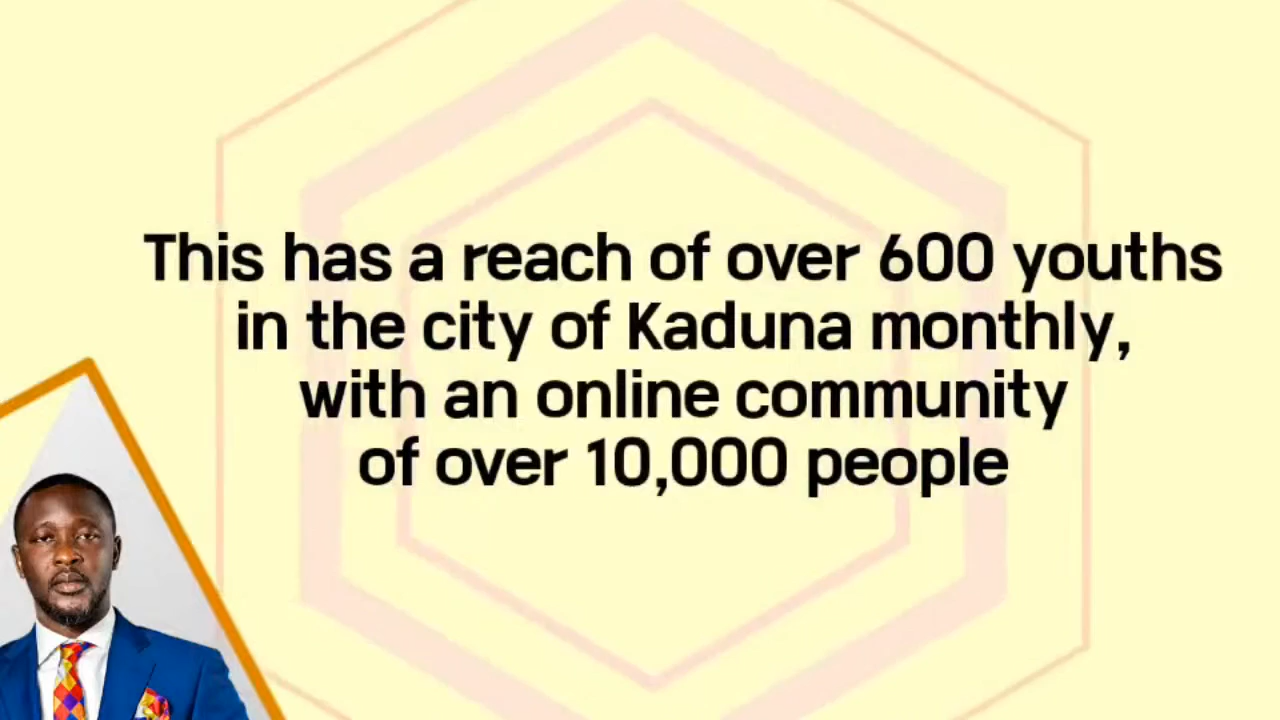 This has a reach of over 600 youths
in the city of Kaduna monthly,
with an online community
of over 10,000 people